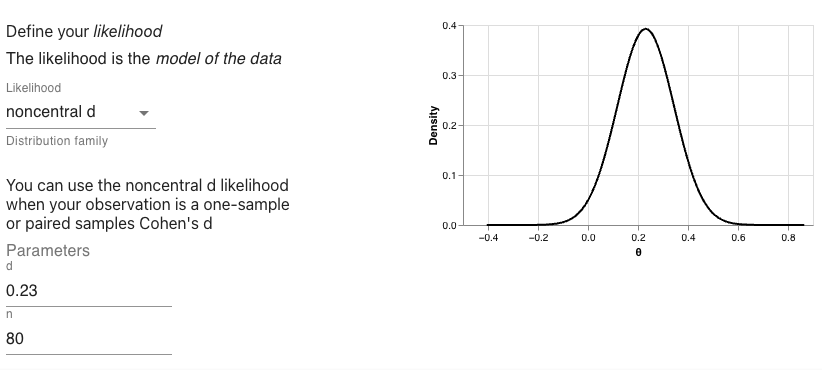 Define your likelihood
The likelihood is the model of the data
Likelihood
noncentral d
Distribution family
You can use the noncentral d likelihood
when your observation is a one-sample
or paired samples Cohen's d
Parameters
d
0.23
n
80
Density
0.4
0.3
0.2
0.1
0.0
−0.4 −0.2 0.0 0.2 0.4 0.6 0.8
θ